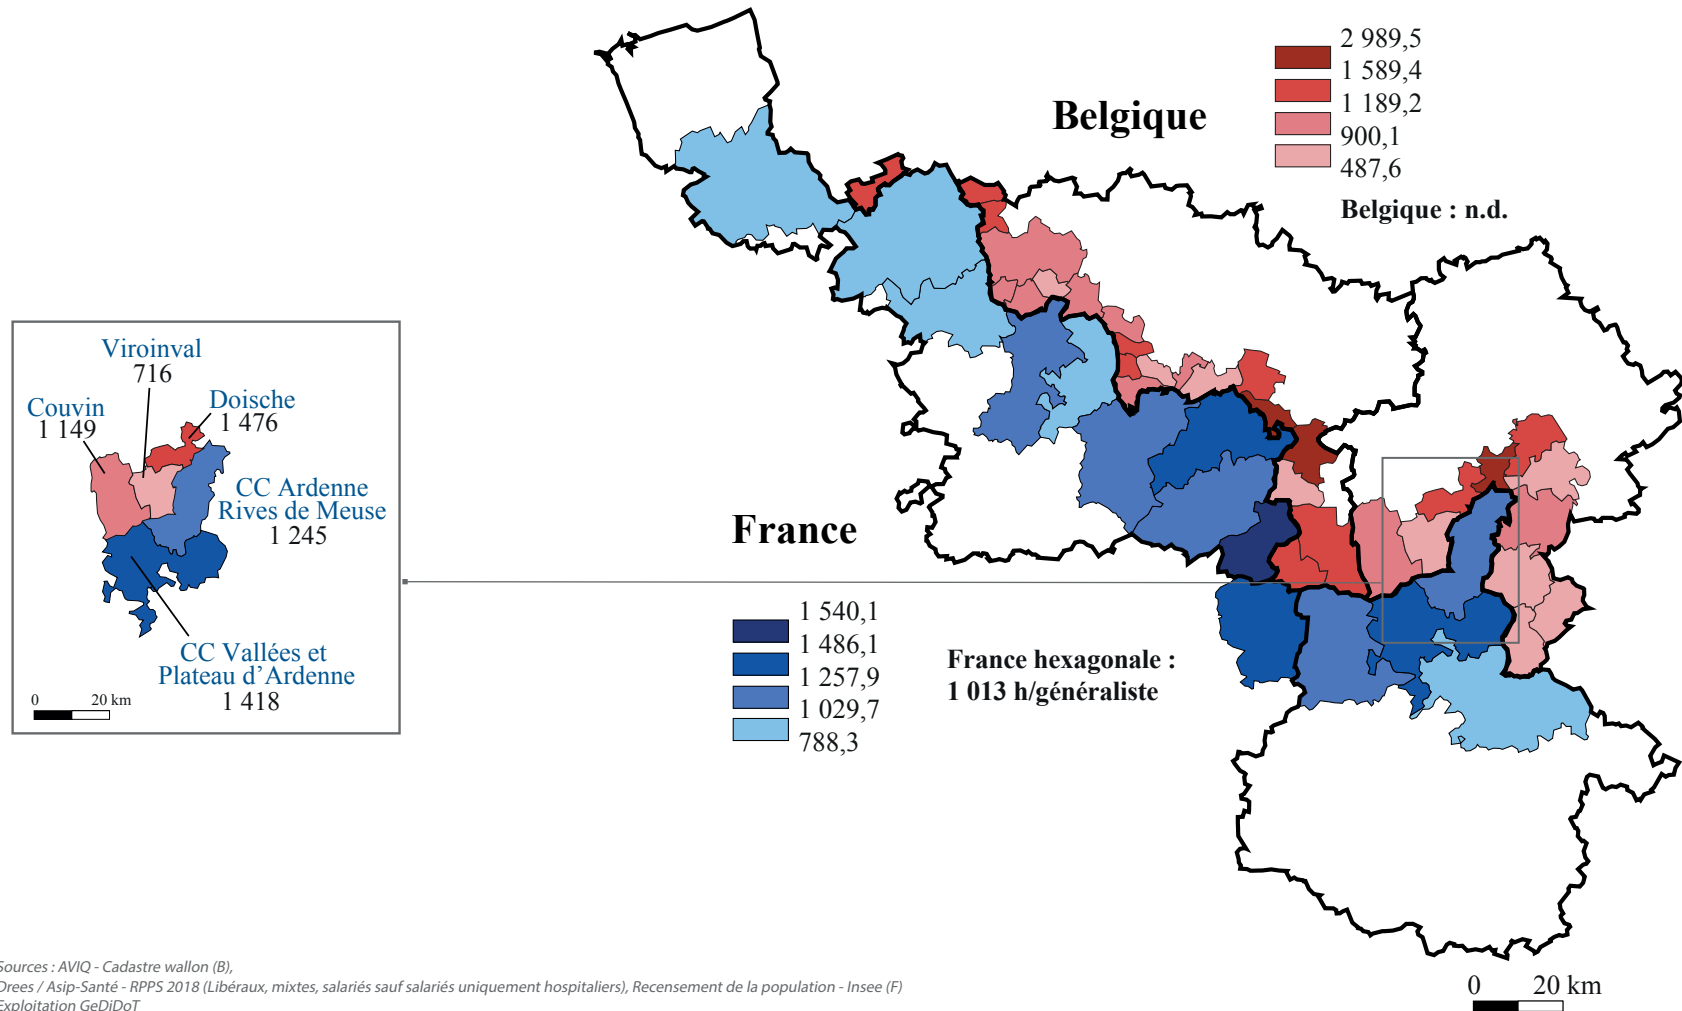 2 989,5
1 589,4
1 189,2
900,1
487,6
Belgique
Belgique : n.d.
Viroinval
716
Doische
1 476
Couvin
1 149
CC Ardenne
Rives de Meuse
1 245
CC Vallées et
Plateau d’Ardenne
1 418
0 20 km
France
1 540,1
1 486,1
1 257,9
1 029,7
788,3
France hexagonale :
1 013 h/généraliste
Sources : AVIQ - Cadastre wallon (B),
Drees / Asip-Santé - RPPS 2018 (Libéraux, mixtes, salariés sauf salariés uniquement hospitaliers), Recensement de la population - Insee (F)
Exploitation GeDiDoT
0 20 km